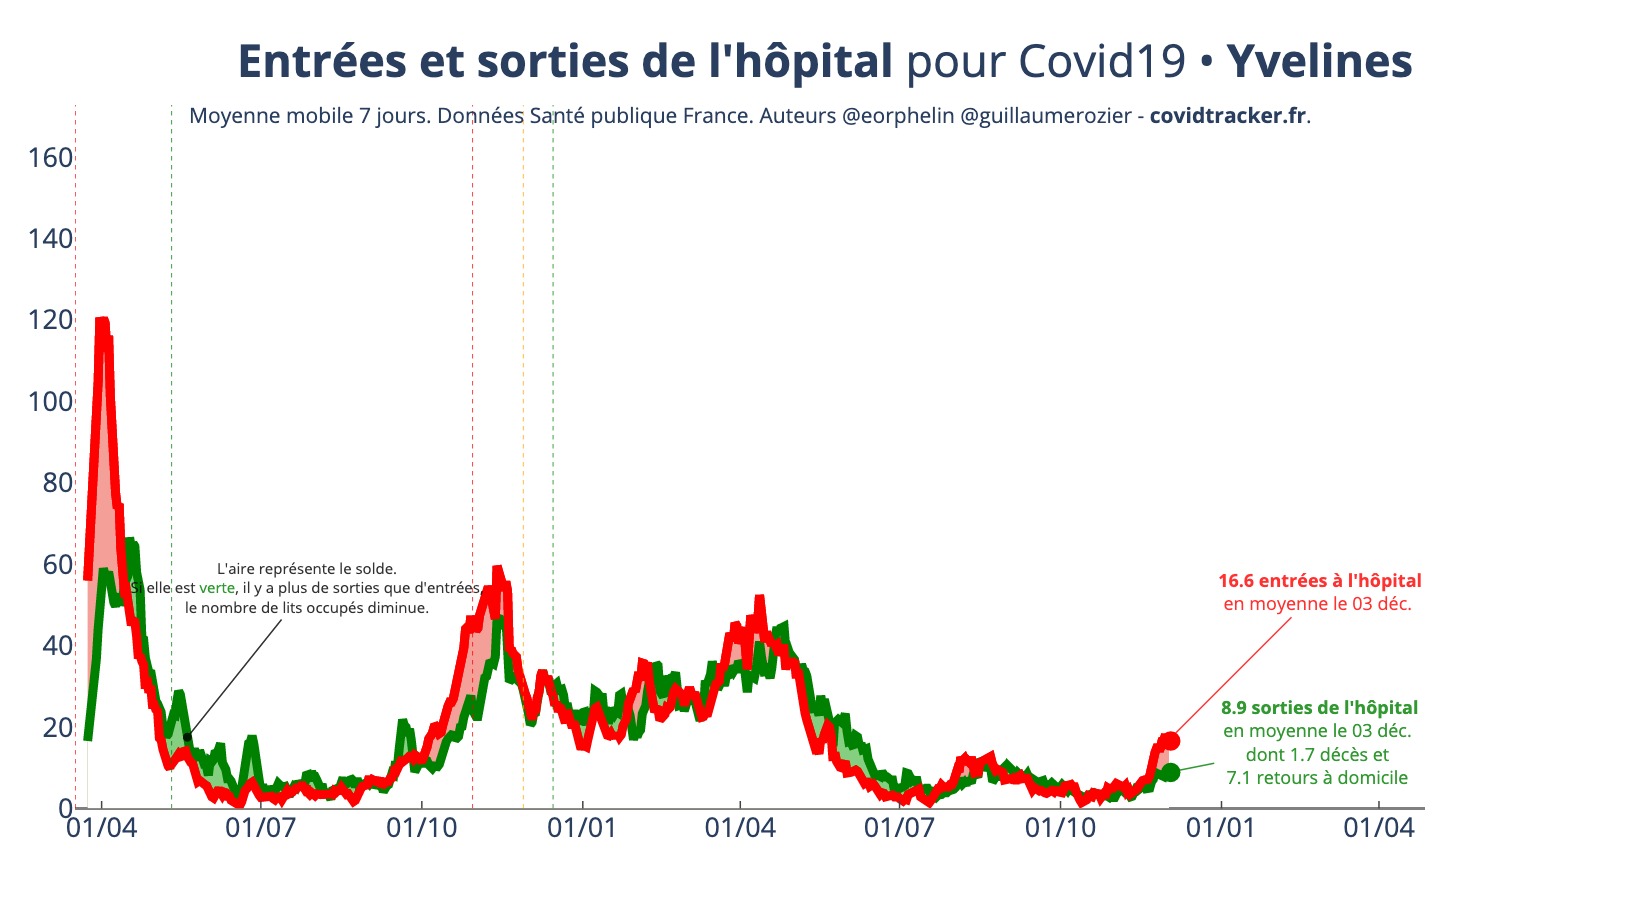 Entrées et sorties de l'hôpital pour Covid19 • Yvelines
Moyenne mobile 7 jours. Données Santé publique France. Auteurs @eorphelin @guillaumerozier - covidtracker.fr.
160
140
120
100
80
60
40
20
0
L'aire représente le solde.
Si elle est verte, il y a plus de sorties que d'entrées,
le nombre de lits occupés diminue.
16.6 entrées à l'hôpital
en moyenne le 03 déc.
8.9 sorties de l'hôpital
en moyenne le 03 déc.
dont 1.7 décès et
7.1 retours à domicile
01/04 01/07 01/10 01/01 01/04 01/07 01/10 01/01 01/04